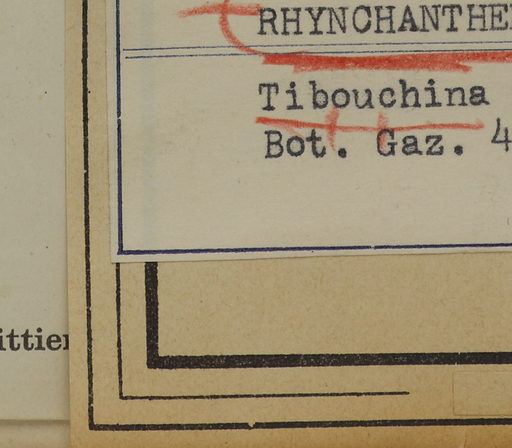 RHYNCHANTHE
Tibouchina
Bot. Gaz. 4
ittier